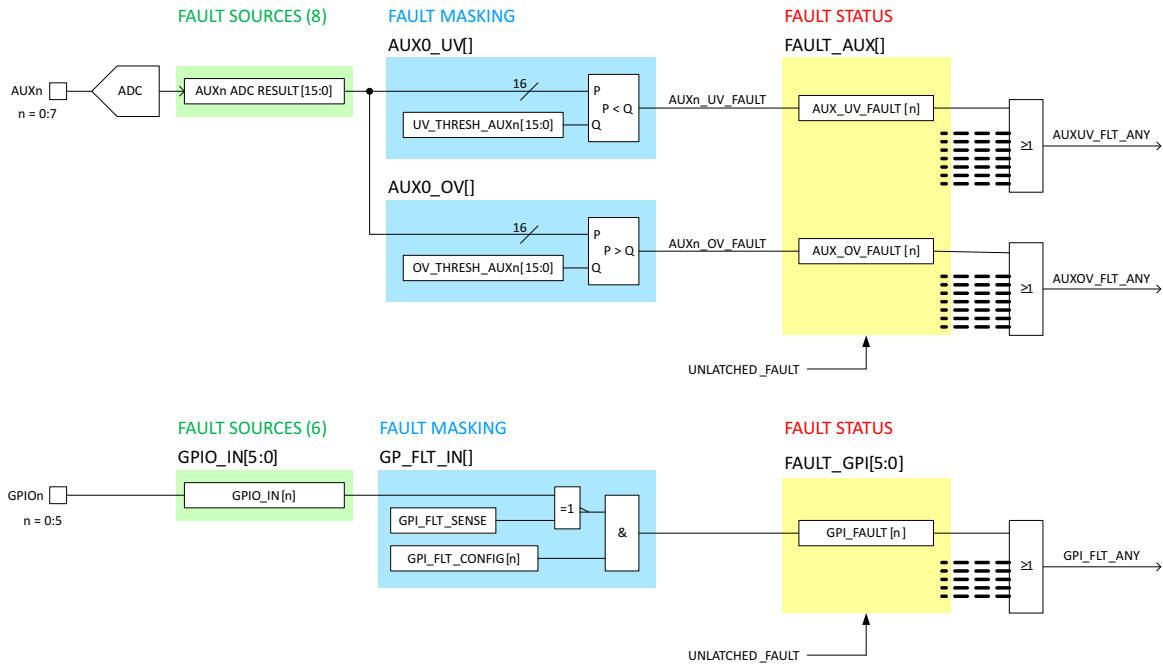 FAULT SOURCES (8)
FAULT MASKING
FAULT STATUS
AUX0_UV[]
FAULT_AUX[]
AUXn
n = 0:7
ADC
AUXn ADC RESULT [15:0]
16
P
P < Q
Q
UV_THRESH_AUXn[15:0]
AUXn_UV_FAULT
AUX_UV_FAULT [n]
≥1
AUXUV_FLT_ANY
AUX0_OV[]
16
P
P > Q
Q
OV_THRESH_AUXn[15:0]
AUXn_OV_FAULT
AUX_OV_FAULT [n]
≥1
AUXOV_FLT_ANY
UNLATCHED_FAULT
FAULT SOURCES (6)
FAULT MASKING
FAULT STATUS
GPIO_IN[5:0]
GP_FLT_IN[]
FAULT_GPI[5:0]
GPIOn
n = 0:5
GPIO_IN [n]
=1
GPI_FLT_SENSE
&
GPI_FLT_CONFIG[n]
GPI_FAULT [n]
≥1
GPI_FLT_ANY
UNLATCHED_FAULT